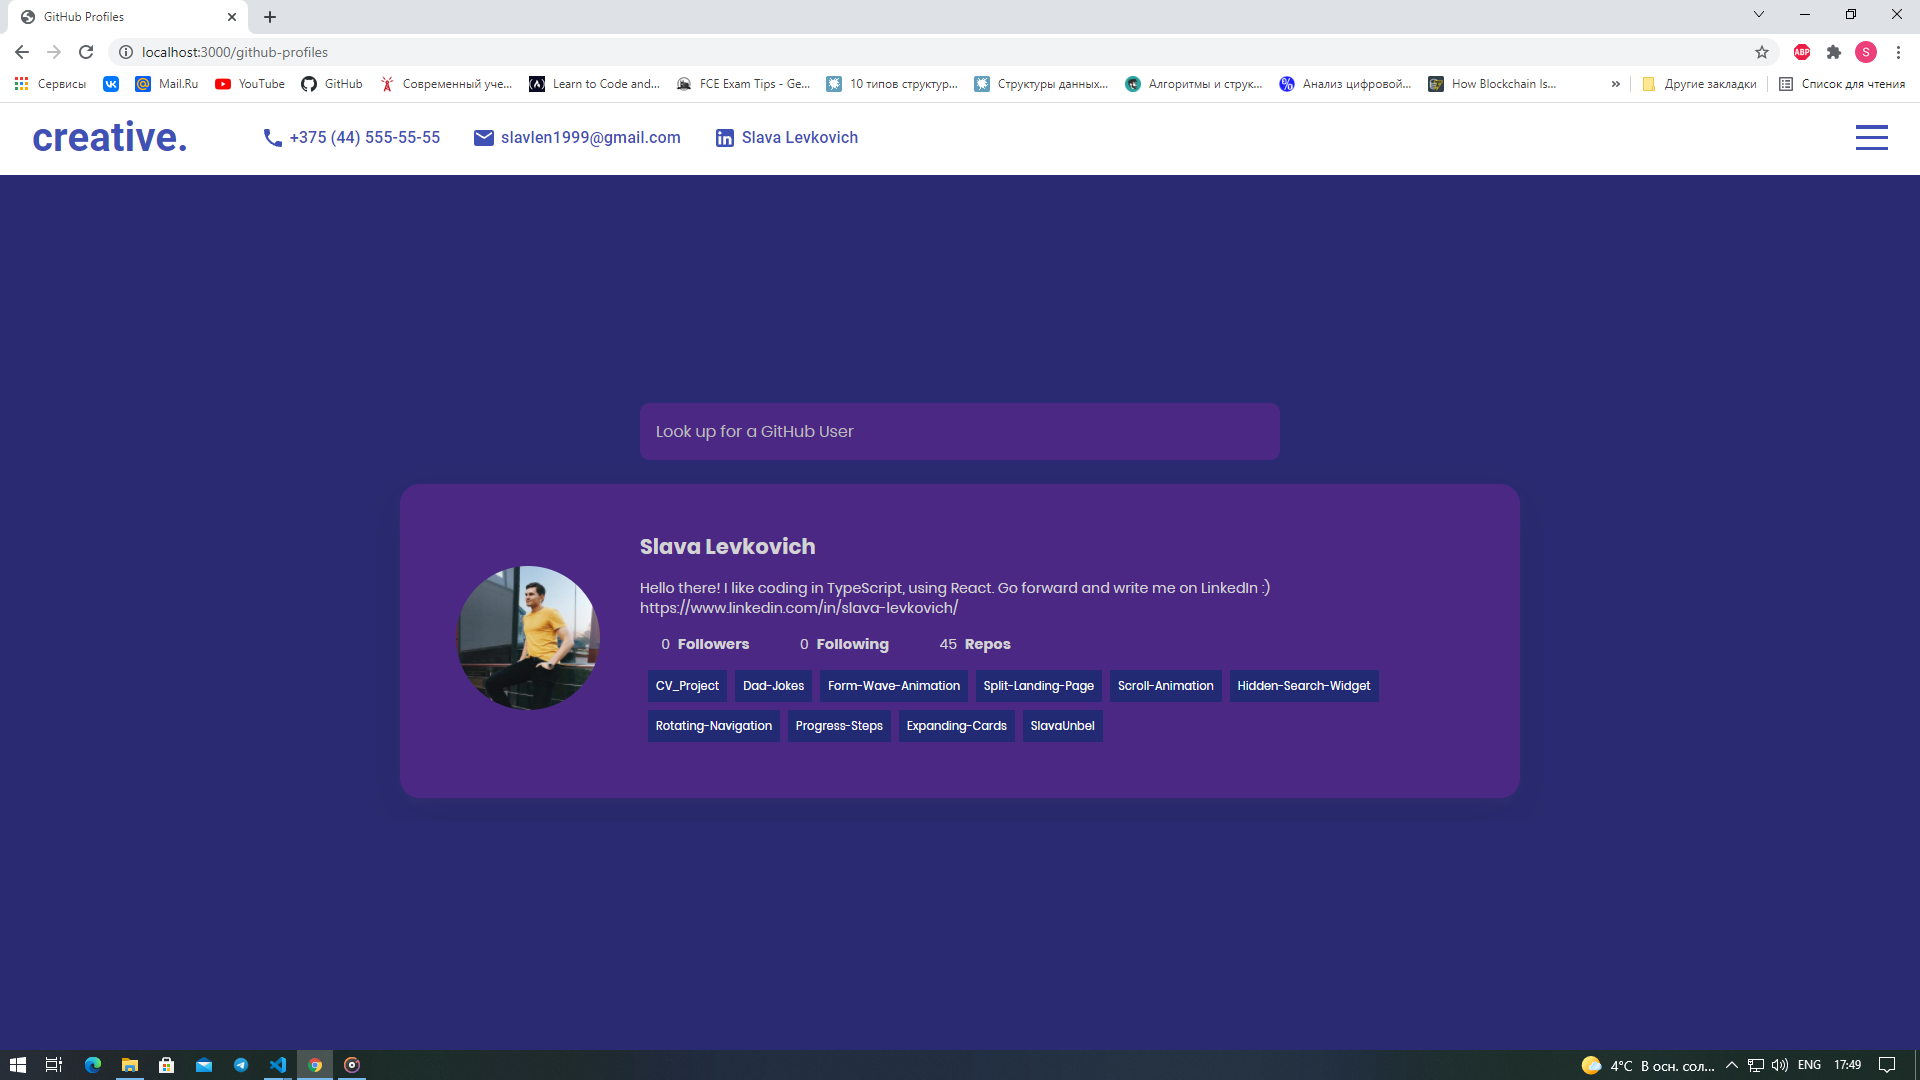 GitHub Profiles
localhost:3000/github-profiles
ABP
S
Сервисы
Mail.Ru
YouTube
GitHub
Современный уче...
Learn to Code and...
FCE Exam Tips - Ge...
10 типов структур...
Структуры данных...
Алгоритмы и струк...
Анализ цифровой...
How Blockchain Is...
»
Другие закладки
Список для чтения
creative.
+375 (44) 555-55-55
slavlen1999@gmail.com
Slava Levkovich
Look up for a GitHub User
Slava Levkovich
Hello there! I like coding in TypeScript, using React. Go forward and write me on LinkedIn :)
https://www.linkedin.com/in/slava-levkovich/
0 Followers 0 Following 45 Repos
CV_Project Dad-Jokes Form-Wave-Animation Split-Landing-Page Scroll-Animation Hidden-Search-Widget
Rotating-Navigation Progress-Steps Expanding-Cards SlavaUnbel
4°C В осн. сол...
ENG
17:49